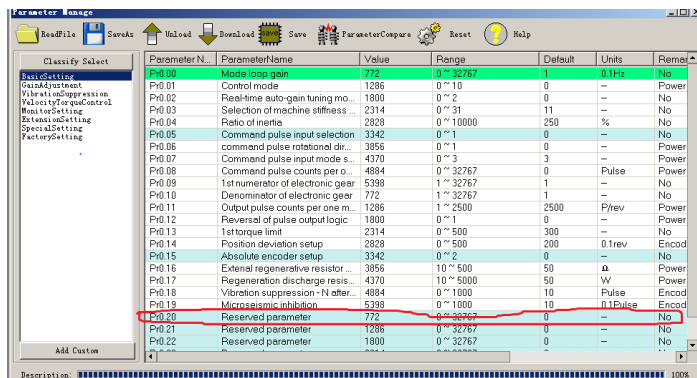 Parameter Manage
ReadFile SaveAs Unload Download Save ParameterCompare Reset Help
Classify Select
BasicSetting
GainAdjustment
VibrationSuppression
VelocityTorqueControl
MonitorSetting
ExtensionSetting
SpecialSetting
FactorySetting
Add Custom
Parameter N... ParameterName Value Range Default Units Remar
Pr0.00 Mode loop gain 772 0 ~ 32767 1 0.1Hz No
Pr0.01 Control mode 1286 0 ~ 10 0 — Power
Pr0.02 Real-time auto-gain tuning mo... 1800 0 ~ 2 0 — No
Pr0.03 Selection of machine stiffness ... 2314 0 ~ 31 11 — No
Pr0.04 Ratio of inertia 2828 0 ~ 10000 250 % No
Pr0.05 Command pulse input selection 3342 0 ~ 1 0 — No
Pr0.06 command pulse rotational dir... 3856 0 ~ 1 0 — Power
Pr0.07 Command pulse input mode s... 4370 0 ~ 3 3 — Power
Pr0.08 Command pulse counts per o... 4884 0 ~ 32767 0 Pulse Power
Pr0.09 1st numerator of electronic gear 5398 1 ~ 32767 1 — No
Pr0.10 Denominator of electronic gear 772 1 ~ 32767 1 — No
Pr0.11 Output pulse counts per one m... 1286 1 ~ 2500 2500 P/rev Power
Pr0.12 Reversal of pulse output logic 1800 0 ~ 1 0 — Power
Pr0.13 1st torque limit 2314 0 ~ 500 300 — No
Pr0.14 Position deviation setup 2828 0 ~ 500 200 0.1rev Encod
Pr0.15 Absolute encoder setup 3342 0 ~ 2 0 — No
Pr0.16 Extenal regenerative resistor ... 3856 10 ~ 500 50 Ω Power
Pr0.17 Regeneration discharge resis... 4370 10 ~ 5000 50 W Power
Pr0.18 Vibration suppression - N after... 4884 0 ~ 1000 10 Pulse Encod
Pr0.19 Microseismic inhibition 5398 0 ~ 1000 10 0.1Pulse Encod
Pr0.20 Reserved parameter 772 0 ~ 32767 0 — No
Pr0.21 Reserved parameter 1286 0 ~ 32767 0 — No
Pr0.22 Reserved parameter 1800 0 ~ 32767 0 — No
Description: 100%